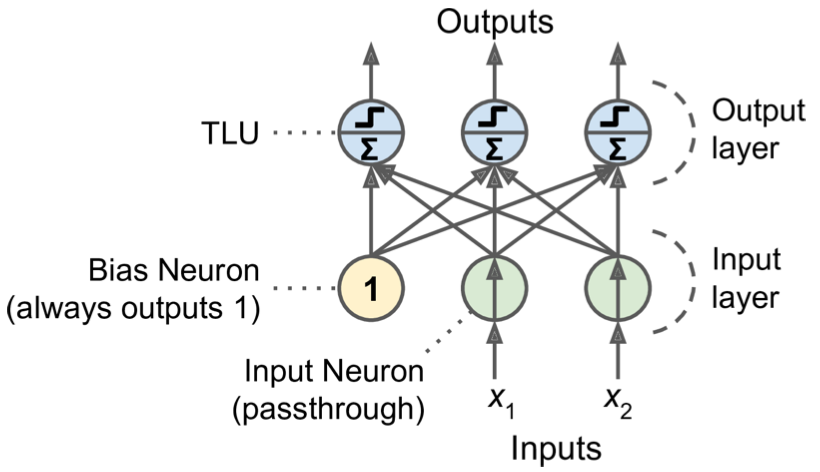 Outputs
TLU
Σ
Σ
Σ
Output
layer
Bias Neuron
(always outputs 1)
1
Input
layer
Input Neuron
(passthrough)
x₁
x₂
Inputs